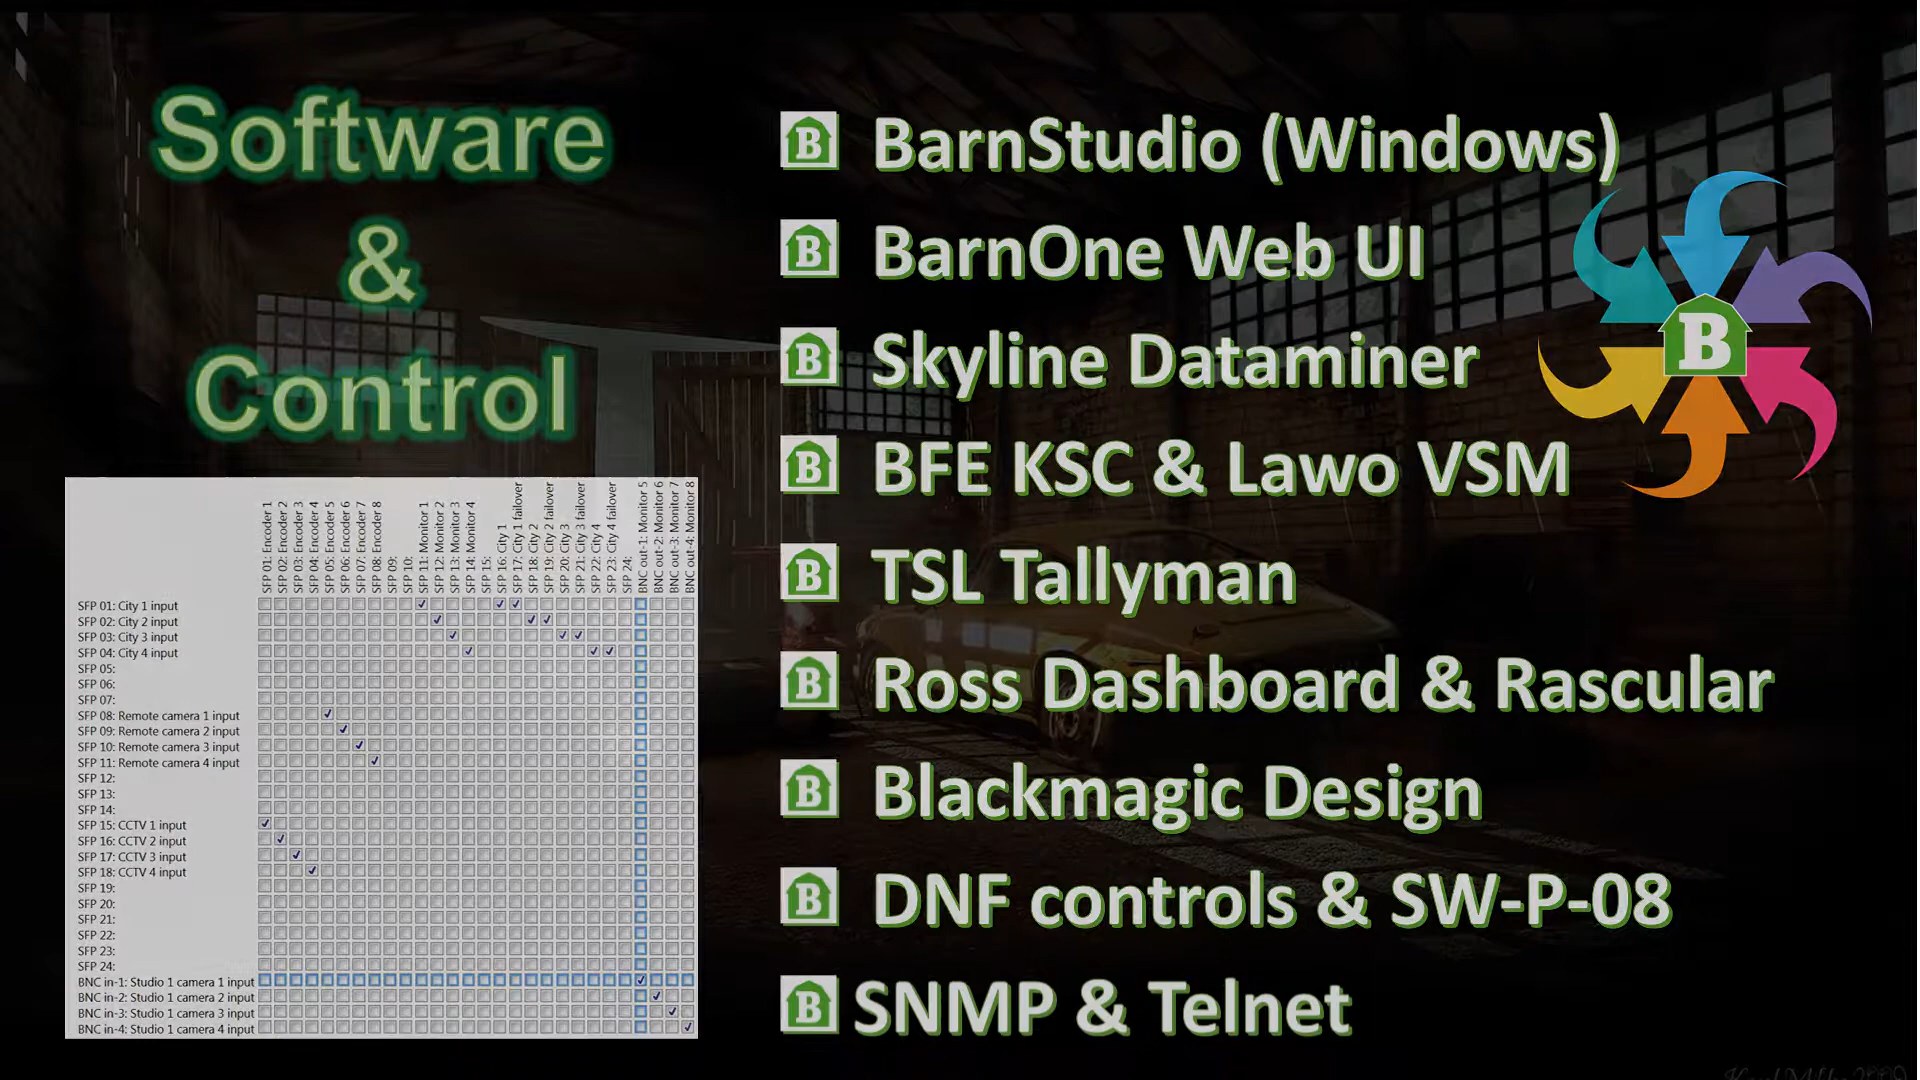 Software
&
Control
B BarnStudio (Windows)
B BarnOne Web UI
B Skyline Dataminer
B BFE KSC & Lawo VSM
B TSL Tallyman
B Ross Dashboard & Rascular
B Blackmagic Design
B DNF controls & SW-P-08
B SNMP & Telnet
B
SFP 01: Encoder 1
SFP 02: Encoder 2
SFP 03: Encoder 3
SFP 04: Encoder 4
SFP 05: Encoder 5
SFP 06: Encoder 6
SFP 07: Encoder 7
SFP 08: Encoder 8
SFP 09:
SFP 10:
SFP 11: Monitor 1
SFP 12: Monitor 2
SFP 13: Monitor 3
SFP 14: Monitor 4
SFP 15:
SFP 16: City 1
SFP 17: City 1 failover
SFP 18: City 2
SFP 19: City 2 failover
SFP 20: City 3
SFP 21: City 3 failover
SFP 22: City 4
SFP 23: City 4 failover
SFP 24:
BNC out-1: Monitor 5
BNC out-2: Monitor 6
BNC out-3: Monitor 7
BNC out-4: Monitor 8
SFP 01: City 1 input
SFP 02: City 2 input
SFP 03: City 3 input
SFP 04: City 4 input
SFP 05:
SFP 06:
SFP 07:
SFP 08: Remote camera 1 input
SFP 09: Remote camera 2 input
SFP 10: Remote camera 3 input
SFP 11: Remote camera 4 input
SFP 12:
SFP 13:
SFP 14:
SFP 15: CCTV 1 input
SFP 16: CCTV 2 input
SFP 17: CCTV 3 input
SFP 18: CCTV 4 input
SFP 19:
SFP 20:
SFP 21:
SFP 22:
SFP 23:
SFP 24:
BNC in-1: Studio 1 camera 1 input
BNC in-2: Studio 1 camera 2 input
BNC in-3: Studio 1 camera 3 input
BNC in-4: Studio 1 camera 4 input